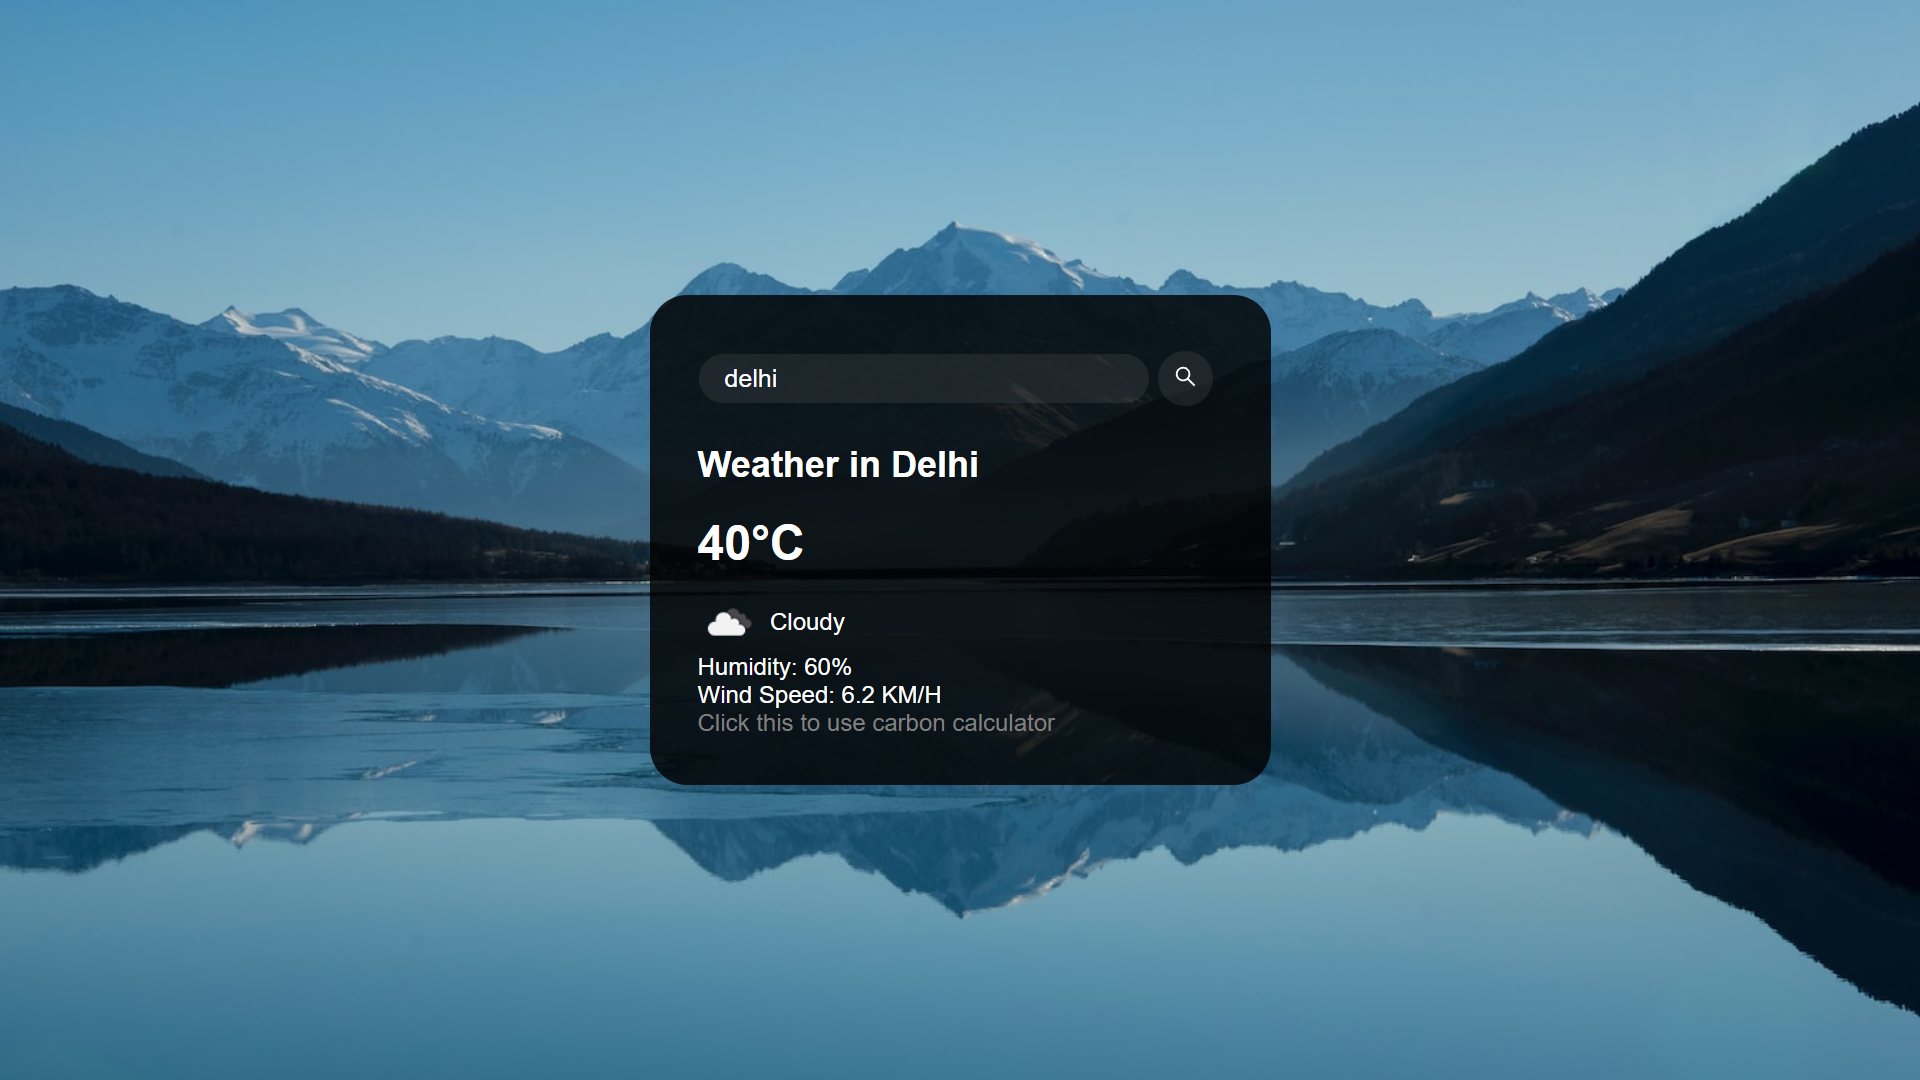 delhi
Weather in Delhi
40°C
Cloudy
Humidity: 60%
Wind Speed: 6.2 KM/H
Click this to use carbon calculator